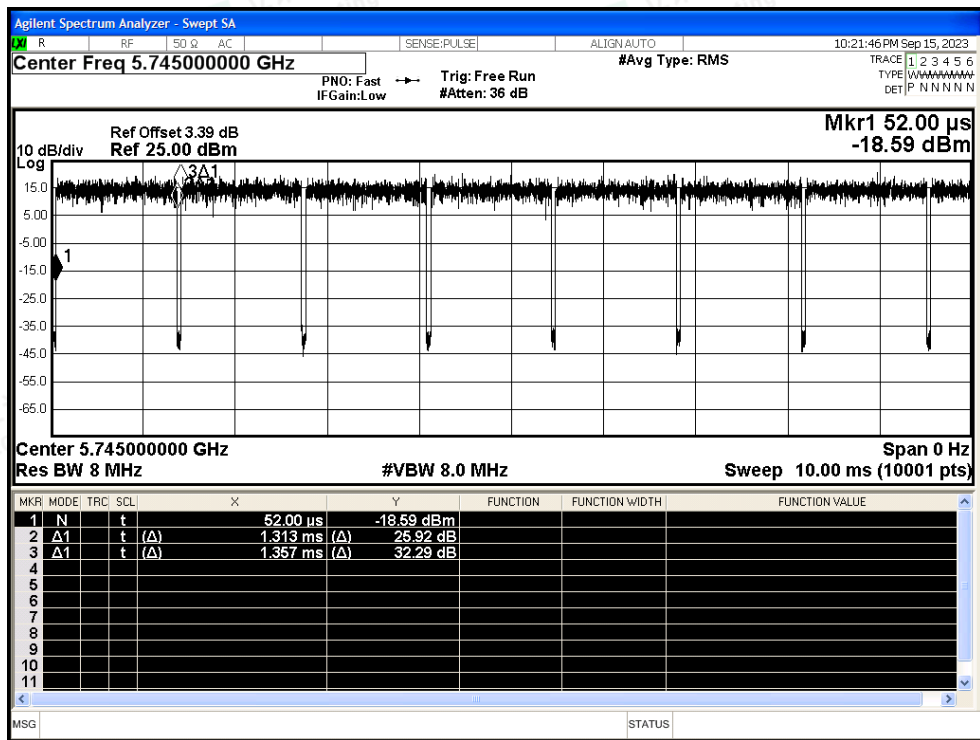 Agilent Spectrum Analyzer - Swept SA
LXI R RF 50 Ω AC SENSE:PULSE ALIGN AUTO 10:21:46 PM Sep 15, 2023
Center Freq 5.745000000 GHz #Avg Type: RMS TRACE 1 2 3 4 5 6
PNO: Fast Trig: Free Run TYPE
IFGain:Low #Atten: 36 dB DET P N N N N N
Mkr1 52.00 µs
Ref Offset 3.39 dB
10 dB/div Ref 25.00 dBm -18.59 dBm
Log
3Δ1
15.0
5.00
-5.00
1
-15.0
-25.0
-35.0
-45.0
-55.0
-65.0
Center 5.745000000 GHz Span 0 Hz
Res BW 8 MHz #VBW 8.0 MHz Sweep 10.00 ms (10001 pts)
MKR MODE TRC SCL X Y FUNCTION FUNCTION WIDTH FUNCTION VALUE
1 N t 52.00 µs -18.59 dBm
2 Δ1 t (Δ) 1.313 ms (Δ) 25.92 dB
3 Δ1 t (Δ) 1.357 ms (Δ) 32.29 dB
4
5
6
7
8
9
10
11
MSG STATUS